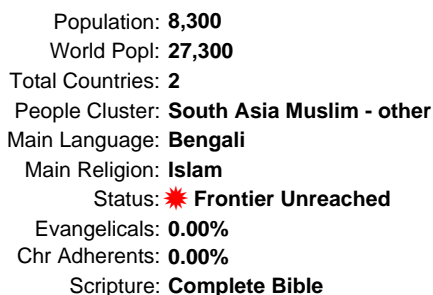 Population: 8,300
World Popl: 27,300
Total Countries: 2
People Cluster: South Asia Muslim - other
Main Language: Bengali
Main Religion: Islam
Status: Frontier Unreached
Evangelicals: 0.00%
Chr Adherents: 0.00%
Scripture: Complete Bible